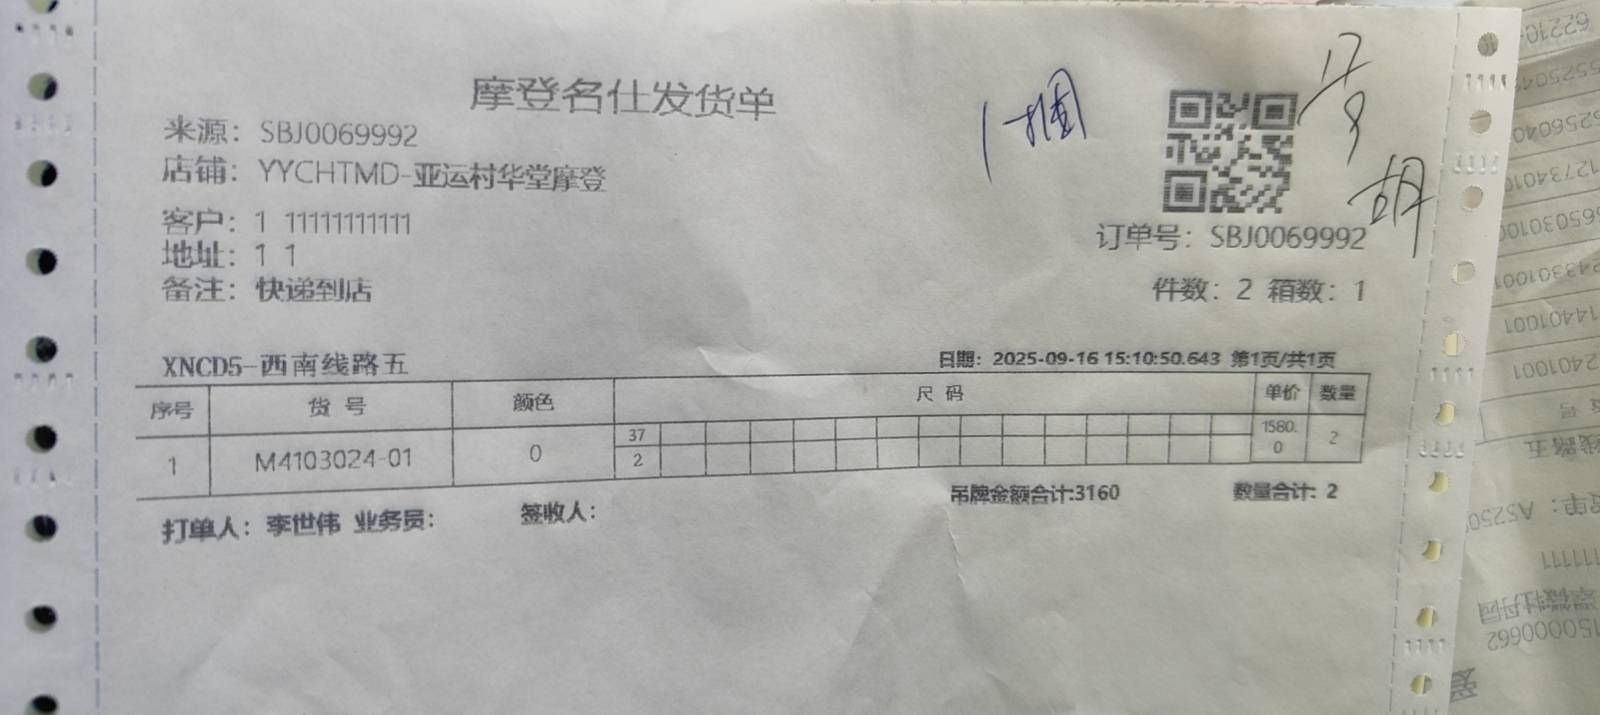 摩登名仕发货单
1捆
来源：SBJ0069992
店铺：YYCHTMD-亚运村华堂摩登
客户：1 11111111111
地址：1 1
备注：快递到店
胡
订单号：SBJ0069992
件数：2 箱数：1
XNCD5-西南线路五
日期：2025-09-16 15:10:50.643 第1页/共1页
序号 货 号 颜色 尺 码 单价 数量
1 M4103024-01 0 37 1580.0 2
2
吊牌金额合计:3160 数量合计: 2
打单人：李世伟 业务员： 签收人：